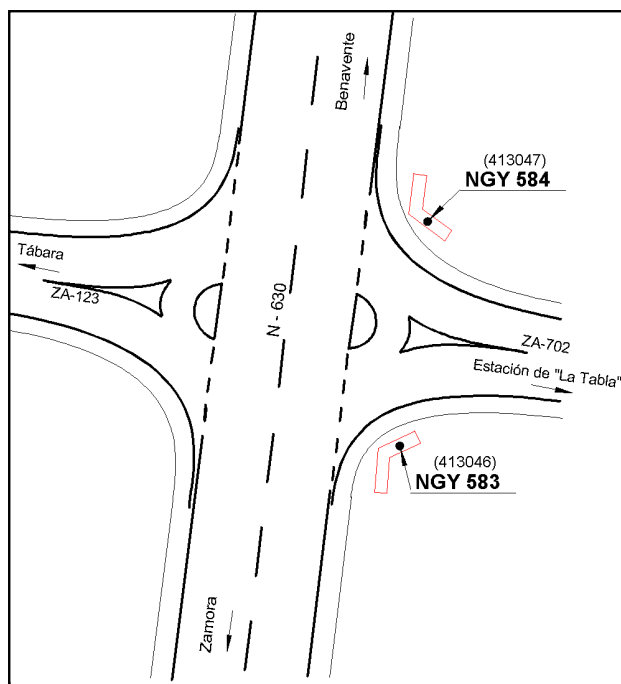 Benavente
(413047)
NGY 584
Tábara
ZA-123
N - 630
ZA-702
Estación de "La Tabla"
(413046)
NGY 583
Zamora